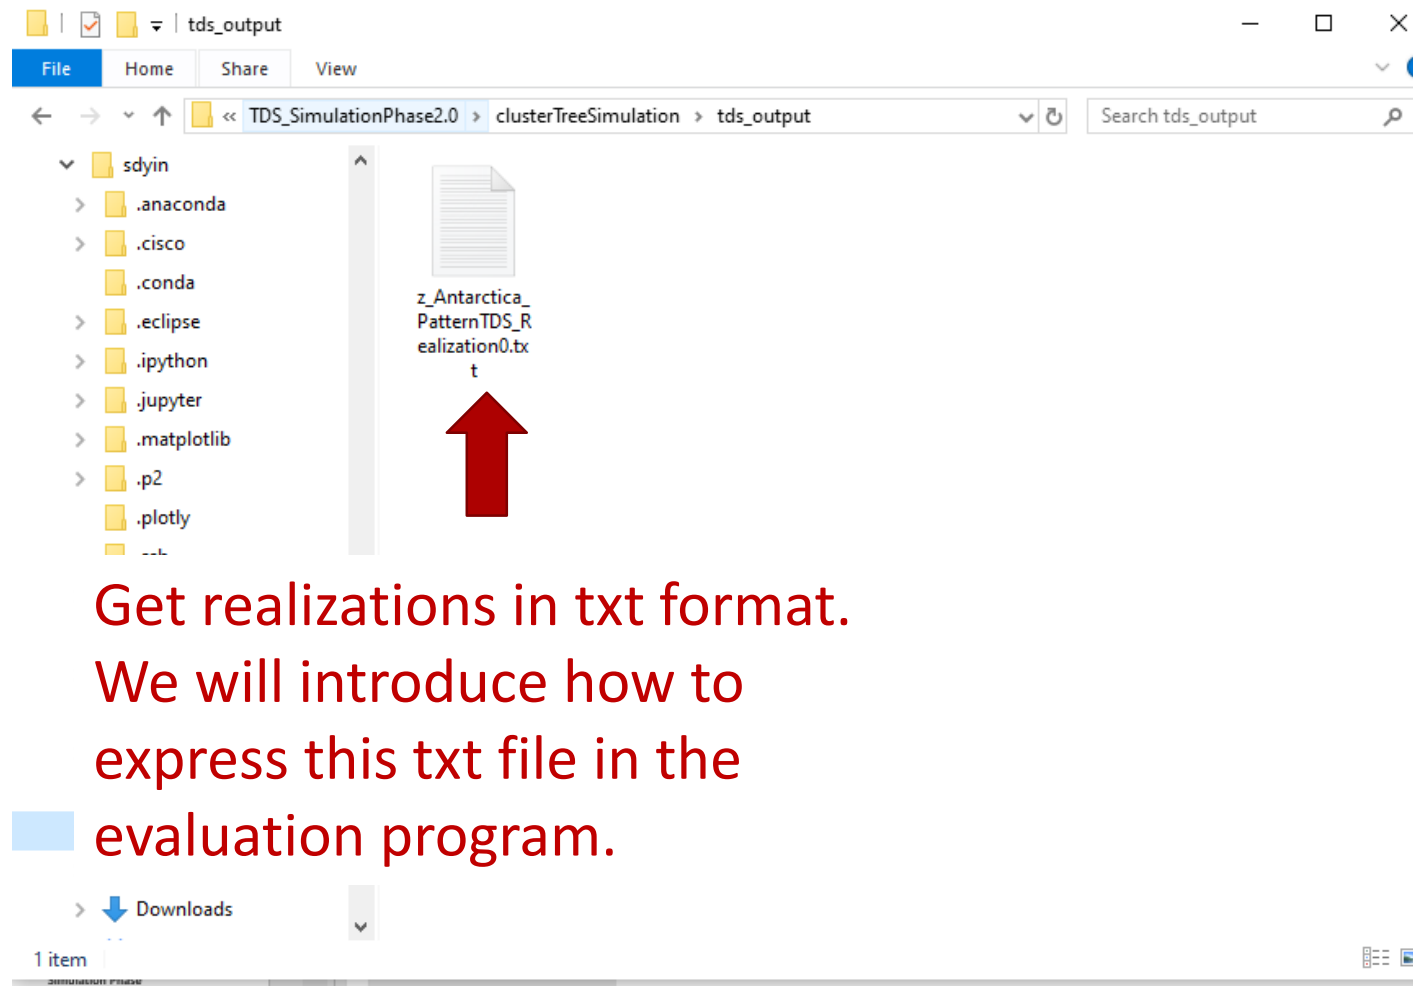 tds_output
File Home Share View
« TDS_SimulationPhase2.0 > clusterTreeSimulation > tds_output
Search tds_output
sdyin
.anaconda
.cisco
.conda
.eclipse
.ipython
.jupyter
.matplotlib
.p2
.plotly
z_Antarctica_
PatternTDS_R
ealization0.tx
t
Get realizations in txt format.
We will introduce how to
express this txt file in the
evaluation program.
Downloads
1 item
Simulation Phase